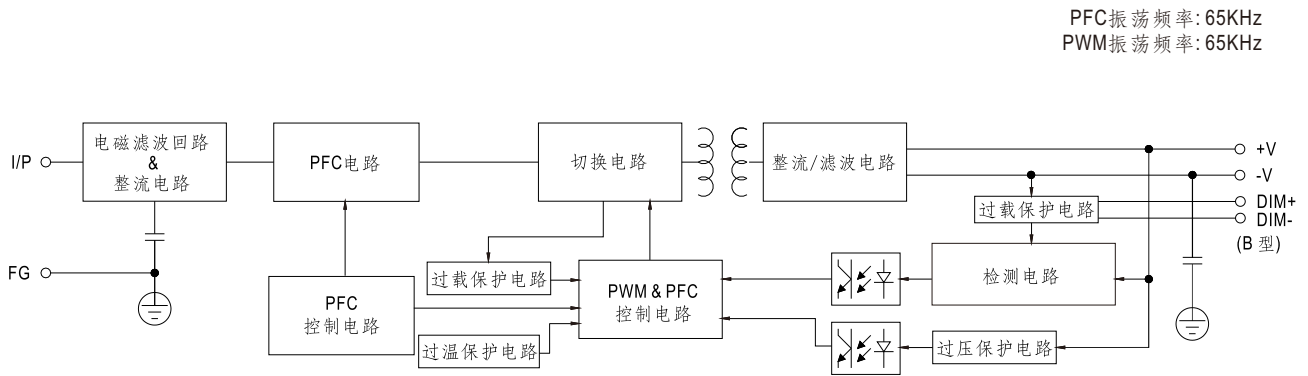 PFC振荡频率: 65KHz
PWM振荡频率: 65KHz
I/P
电磁滤波回路
&
整流电路
PFC电路
切换电路
整流/滤波电路
+V
-V
过载保护电路
DIM+
DIM-
(B 型)
FG
过载保护电路
PFC
控制电路
PWM & PFC
控制电路
检测电路
过温保护电路
过压保护电路